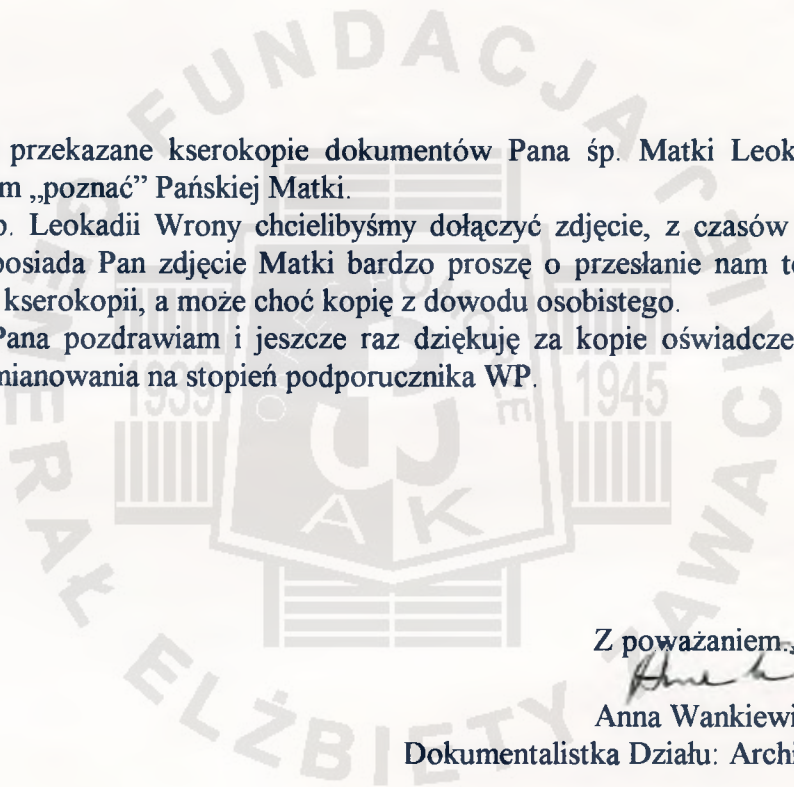 przekazane kserokopie dokumentów Pana śp. Matki Leok
m „poznać” Pańskiej Matki.
p. Leokadii Wrony chcielibyśmy dołączyć zdjęcie, z czasów
posiada Pan zdjęcie Matki bardzo proszę o przesłanie nam t
kserokopii, a może choć kopię z dowodu osobistego.
Pana pozdrawiam i jeszcze raz dziękuję za kopie oświadcze
mianowania na stopień podporucznika WP.
Z poważaniem
Anna Wankiewi
Dokumentalistka Działu: Archi
FUNDACJA GENERAŁ ELŻBIETY ZAWACKIEJ
1939
1945
AK